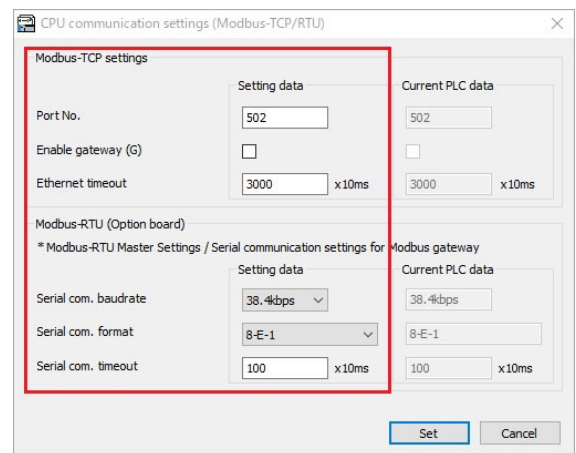 CPU communication settings (Modbus-TCP/RTU)
Modbus-TCP settings
Setting data Current PLC data
Port No. 502 502
Enable gateway (G)
Ethernet timeout 3000 x10ms 3000 x10ms
Modbus-RTU (Option board)
* Modbus-RTU Master Settings / Serial communication settings for Modbus gateway
Setting data Current PLC data
Serial com. baudrate 38.4kbps 38.4kbps
Serial com. format 8-E-1 8-E-1
Serial com. timeout 100 x10ms 100 x10ms
Set Cancel